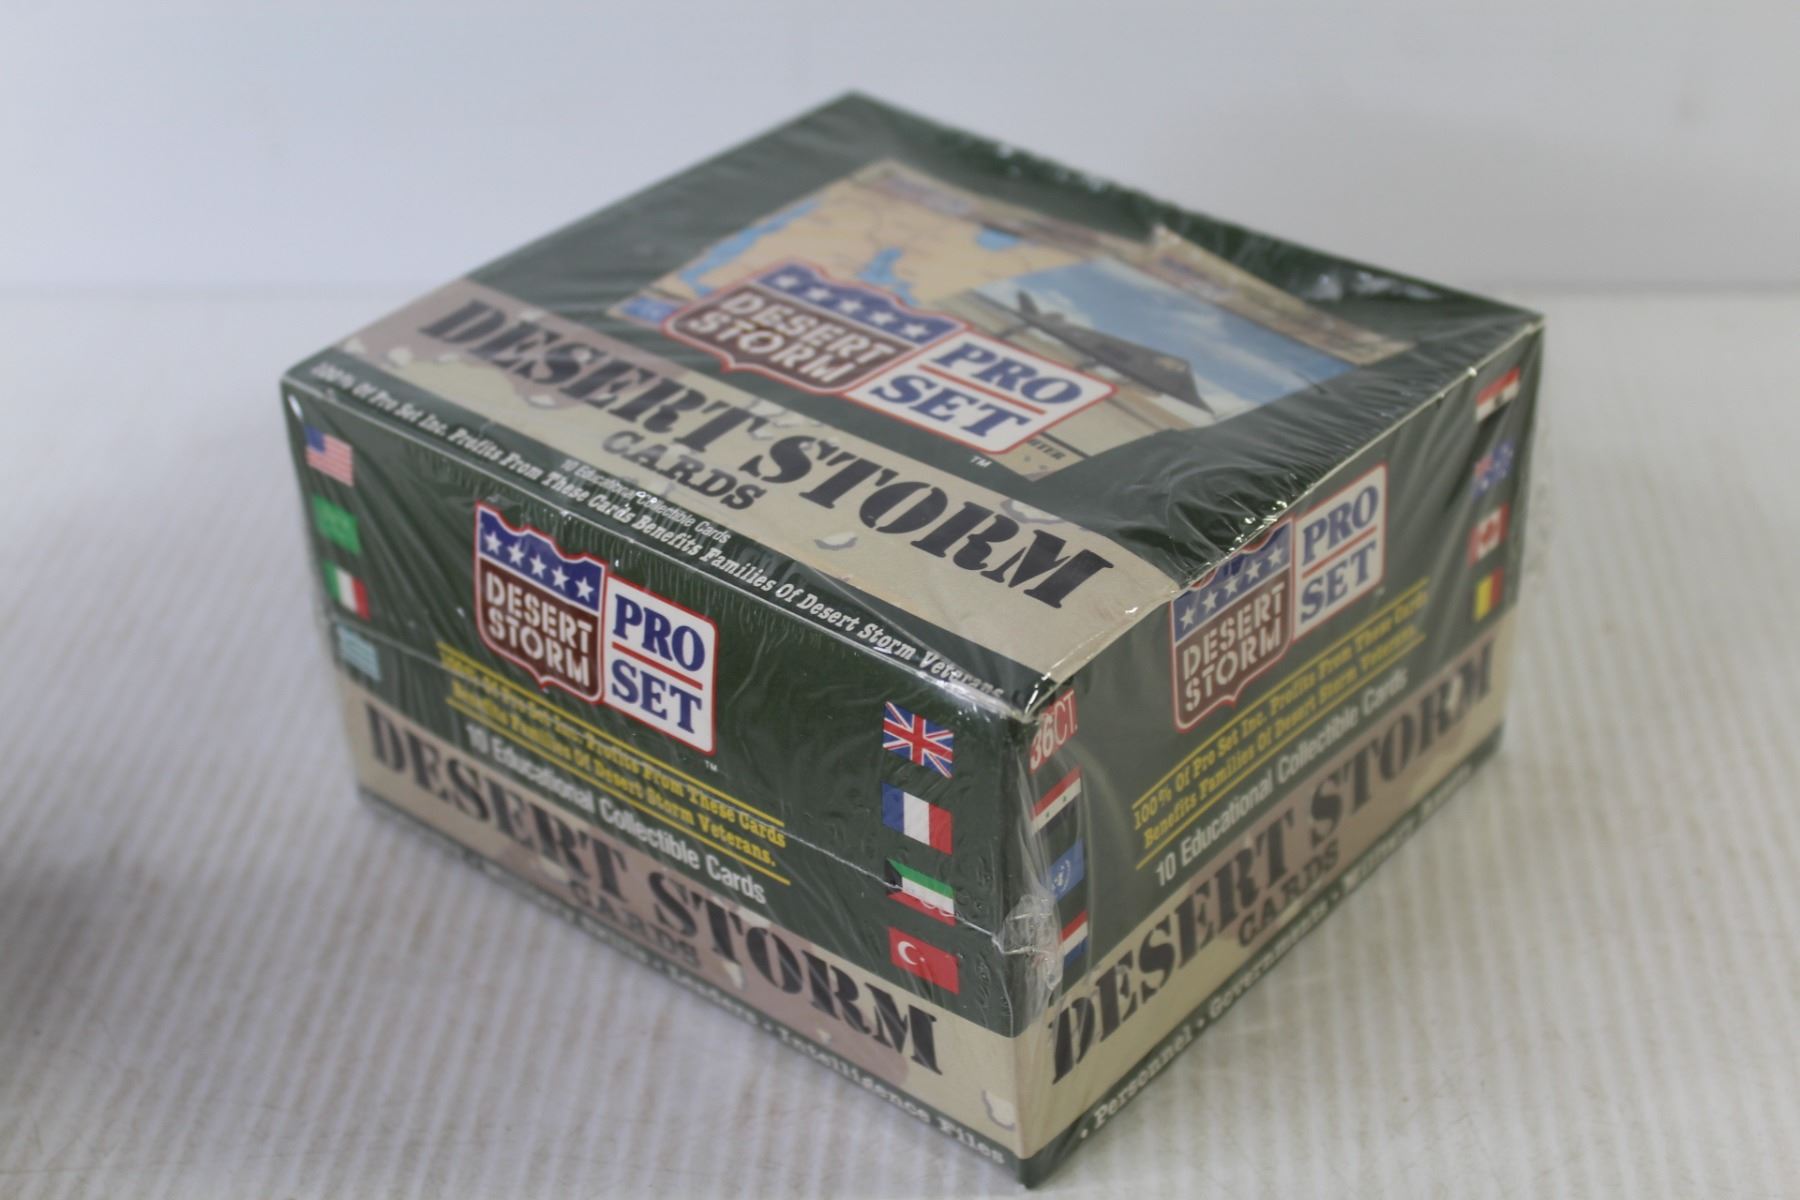 DESERT
STORM
PRO
SET
TM
DESERT STORM
CARDS
10 Educational Collectible Cards
100% Of Pro Set Inc. Profits From These Cards Benefits Families Of Desert Storm Veterans
DESERT
STORM
PRO
SET
TM
100% Of Pro Set Inc. Profits From These Cards
Benefits Families Of Desert Storm Veterans.
10 Educational Collectible Cards
DESERT STORM
CARDS
Leaders • Intelligence Files
36CT.
DESERT
STORM
PRO
SET
100% Of Pro Set Inc. Profits From These Cards
Benefits Families Of Desert Storm Veterans.
10 Educational Collectible Cards
DESERT STORM
CARDS
• Personnel • Governments • Military